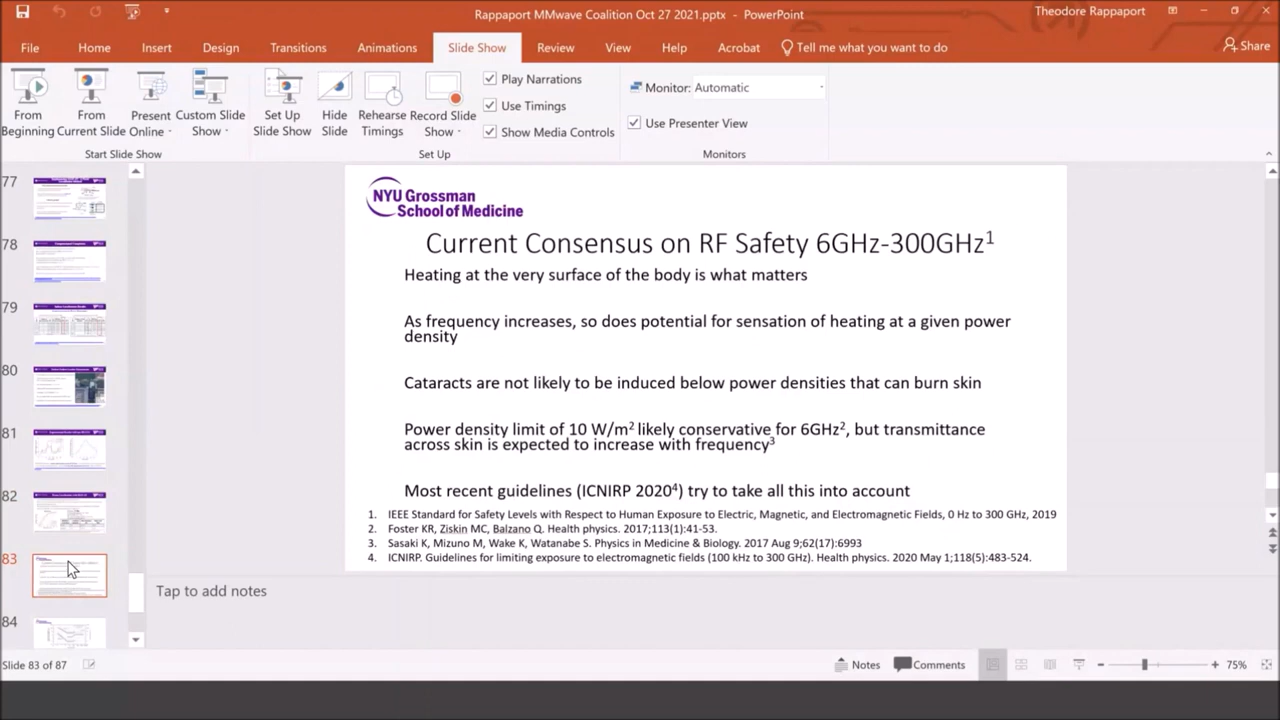 Rappaport MMwave Coalition Oct 27 2021.pptx - PowerPoint
Theodore Rappaport
File Home Insert Design Transitions Animations Slide Show Review View Help Acrobat Tell me what you want to do
Share
From Beginning
From Current Slide
Present Online
Custom Slide Show
Start Slide Show
Set Up Slide Show
Hide Slide
Rehearse Timings
Record Slide Show
Play Narrations
Use Timings
Show Media Controls
Set Up
Monitor: Automatic
Use Presenter View
Monitors
77
78
79
80
81
82
83
84
NYU Grossman
School of Medicine
Current Consensus on RF Safety 6GHz-300GHz¹
Heating at the very surface of the body is what matters
As frequency increases, so does potential for sensation of heating at a given power
density
Cataracts are not likely to be induced below power densities that can burn skin
Power density limit of 10 W/m² likely conservative for 6GHz², but transmittance
across skin is expected to increase with frequency³
Most recent guidelines (ICNIRP 2020⁴) try to take all this into account
1. IEEE Standard for Safety Levels with Respect to Human Exposure to Electric, Magnetic, and Electromagnetic Fields, 0 Hz to 300 GHz, 2019
2. Foster KR, Ziskin MC, Balzano Q. Health physics. 2017;113(1):41-53.
3. Sasaki K, Mizuno M, Wake K, Watanabe S. Physics in Medicine & Biology. 2017 Aug 9;62(17):6993
4. ICNIRP. Guidelines for limiting exposure to electromagnetic fields (100 kHz to 300 GHz). Health physics. 2020 May 1;118(5):483-524.
Tap to add notes
Slide 83 of 87
Notes
Comments
75%